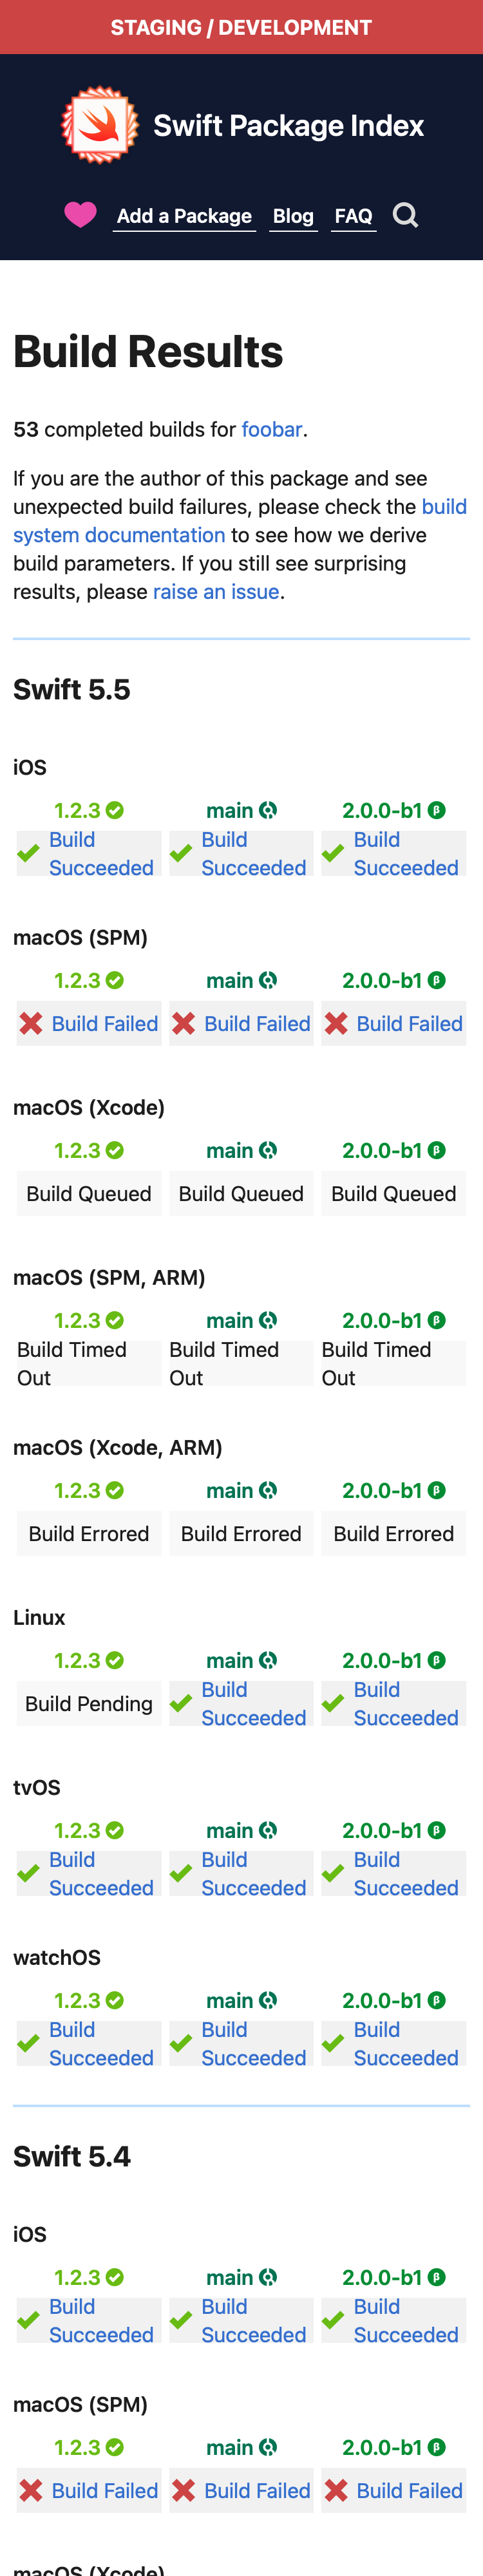 STAGING / DEVELOPMENT
Swift Package Index
Add a Package Blog FAQ
Build Results
53 completed builds for foobar.
If you are the author of this package and see
unexpected build failures, please check the build
system documentation to see how we derive
build parameters. If you still see surprising
results, please raise an issue.
Swift 5.5
iOS
1.2.3 main 2.0.0-b1 β
Build Build Build
Succeeded Succeeded Succeeded
macOS (SPM)
1.2.3 main 2.0.0-b1 β
Build Failed Build Failed Build Failed
macOS (Xcode)
1.2.3 main 2.0.0-b1 β
Build Queued Build Queued Build Queued
macOS (SPM, ARM)
1.2.3 main 2.0.0-b1 β
Build Timed Build Timed Build Timed
Out Out Out
macOS (Xcode, ARM)
1.2.3 main 2.0.0-b1 β
Build Errored Build Errored Build Errored
Linux
1.2.3 main 2.0.0-b1 β
Build Pending Build Build
Succeeded Succeeded
tvOS
1.2.3 main 2.0.0-b1 β
Build Build Build
Succeeded Succeeded Succeeded
watchOS
1.2.3 main 2.0.0-b1 β
Build Build Build
Succeeded Succeeded Succeeded
Swift 5.4
iOS
1.2.3 main 2.0.0-b1 β
Build Build Build
Succeeded Succeeded Succeeded
macOS (SPM)
1.2.3 main 2.0.0-b1 β
Build Failed Build Failed Build Failed
macOS (Xcode)